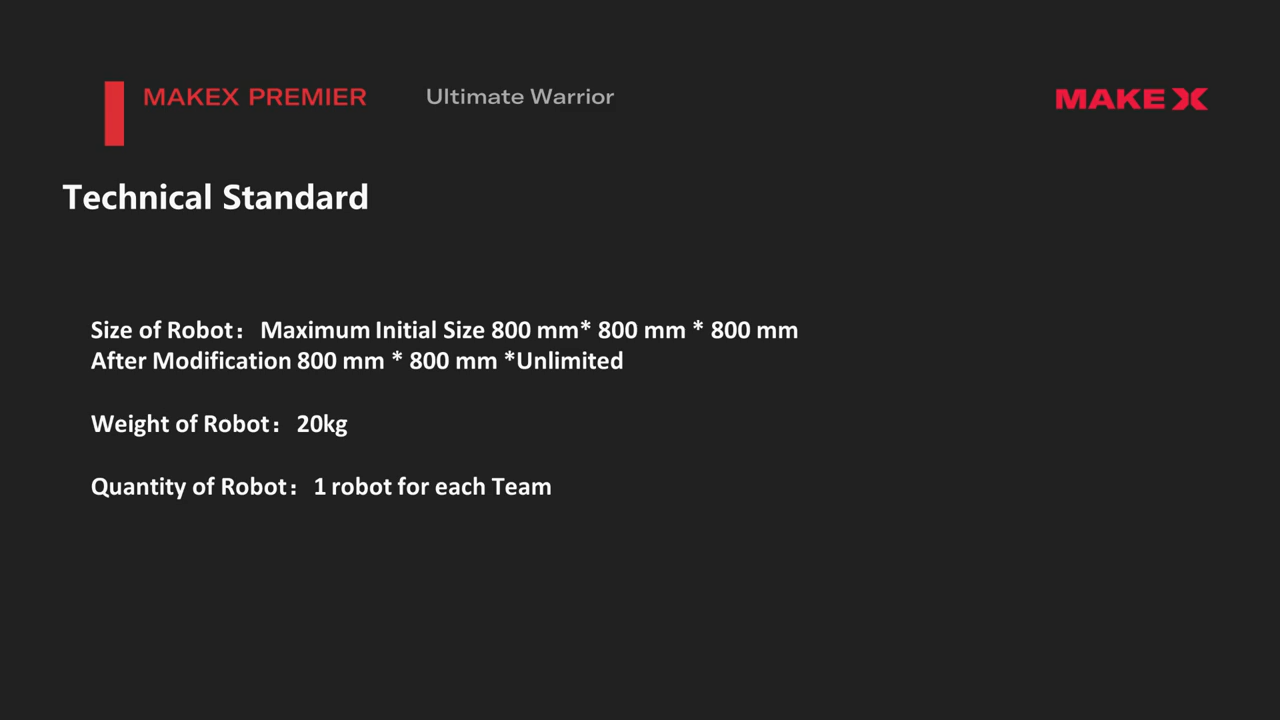 MAKEX PREMIER
Ultimate Warrior
MAKE X
Technical Standard
Size of Robot：Maximum Initial Size 800 mm* 800 mm * 800 mm
After Modification 800 mm * 800 mm *Unlimited
Weight of Robot：20kg
Quantity of Robot：1 robot for each Team